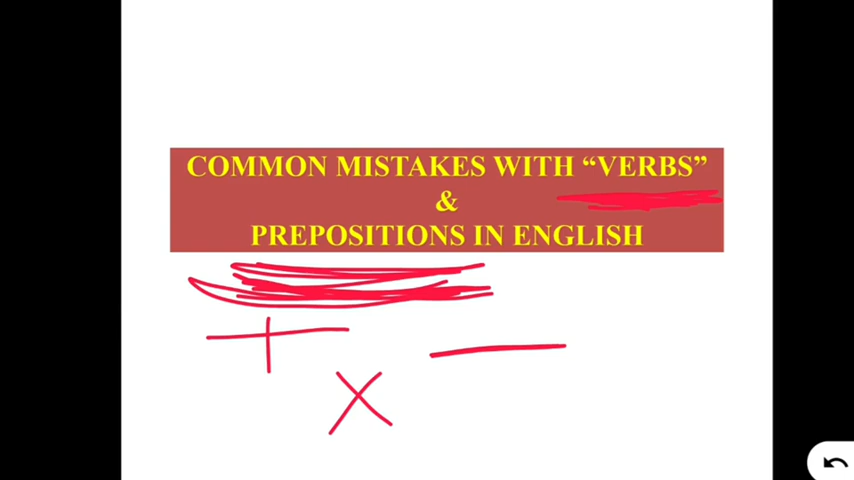 COMMON MISTAKES WITH “VERBS”
&
PREPOSITIONS IN ENGLISH